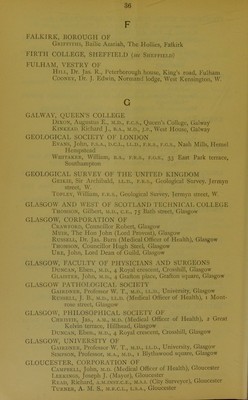 56
F
FALKIRK, BOROUGH OF
Griffiths, Bailie Austish, The Hollies, Falkirk
FIRTH COLLEGE, SHEFFIELD (see Sheffield)
FULHAM, VESTRY OF
Hill, Dr. Jas R., Peterborough house, King's road, Fulham
Cooney, Dr. J. Edwin, Normand lodge, West Kensington, W.
G
GALWAY, QUEEN'S COLLEGE
Dixon, Augustus E., M.D., F.C.S., Queen's College, Galway
Kinkead, Richard J., B.A., M.D., J.P., West House, Galway
GEOLOGICAL SOCIETY OF LONDON
Evans, John, F.S.A., D.C.L., LL.D., F.R.S., F.G.S., Nash Mills, Hemel
Hempstead
Whitaker, William, B.A., F.R.S., F.G.S., 33 East Park terrace,
Southampton
GEOLOGICAL SURVEY OF THE UNITED KINGDOM
Geikie, Sir Archibald, LL.D., F.R.S., Geological Survey, Jermyn
street, W.
Topley, William, F.R.S., Geological Survey, Jermyn street, W.
GLASGOW AND WEST OF SCOTLAND TECHNICAL COLLEGE
Thomson, Gilbert, M.A., C.E., 75 Bath street, Glasgow
GLASGOW, CORPORATION OF
Crawford, Councillor Robert, Glasgow
Muir, The Hon John (Lord Provost), Glasgow
Russell, Dr. Jas. Burn (Medical Officer of Health), Glasgow
Thomson, Councillor Hugh Steel, Glasgow
Ure, John, Lord Dean of Guild, Glasgow
GLASGOW, FACULTY OF PHYSICIANS AND SURGEONS
Duncan, Eben., M.D., 4 Royal crescent, Crosshill, Glasgow
Glaister, John, M.D., 4 Grafton place, Grafton square, Glasgow
GLASGOW PATHOLOGICAL SOCIETY
Gairdner, Professor W. T., M.D., LL.D., University, Glasgow
Russell, J. B., M.D., LL.D. (Medical Officer of Health), 1 Mont-
rose street, Glasgow
GLASGOW, PHILOSOPHICAL SOCIETY OF
Christie, Jas., A.M., M.D. (Medical Officer of Health), 2 Great
Kelvin terrace, Hillhead, Glasgow
Duncan, Eben., M.D., 4 Royal crescent, Crosshill, Glasgow
GLASGOW, UNIVERSITY OF
Gairdner, Professor W. T., M.D., LL.D., University, Glasgow
Simpson, Professor, M.A., M.D., 1 Blythswood square, Glasgow
GLOUCESTER, CORPORATION OF
Campbell, John, M.D. (Medical Officer of Health), Gloucester
Lovering, Joseph J. (Mayor), Gloucester
Read, Richard, A.M.INST.C.E., M.S.I. (City Surveyor), Gloucester
Turner, A. M. S., M.R.C.S., L.S.A., Gloucester